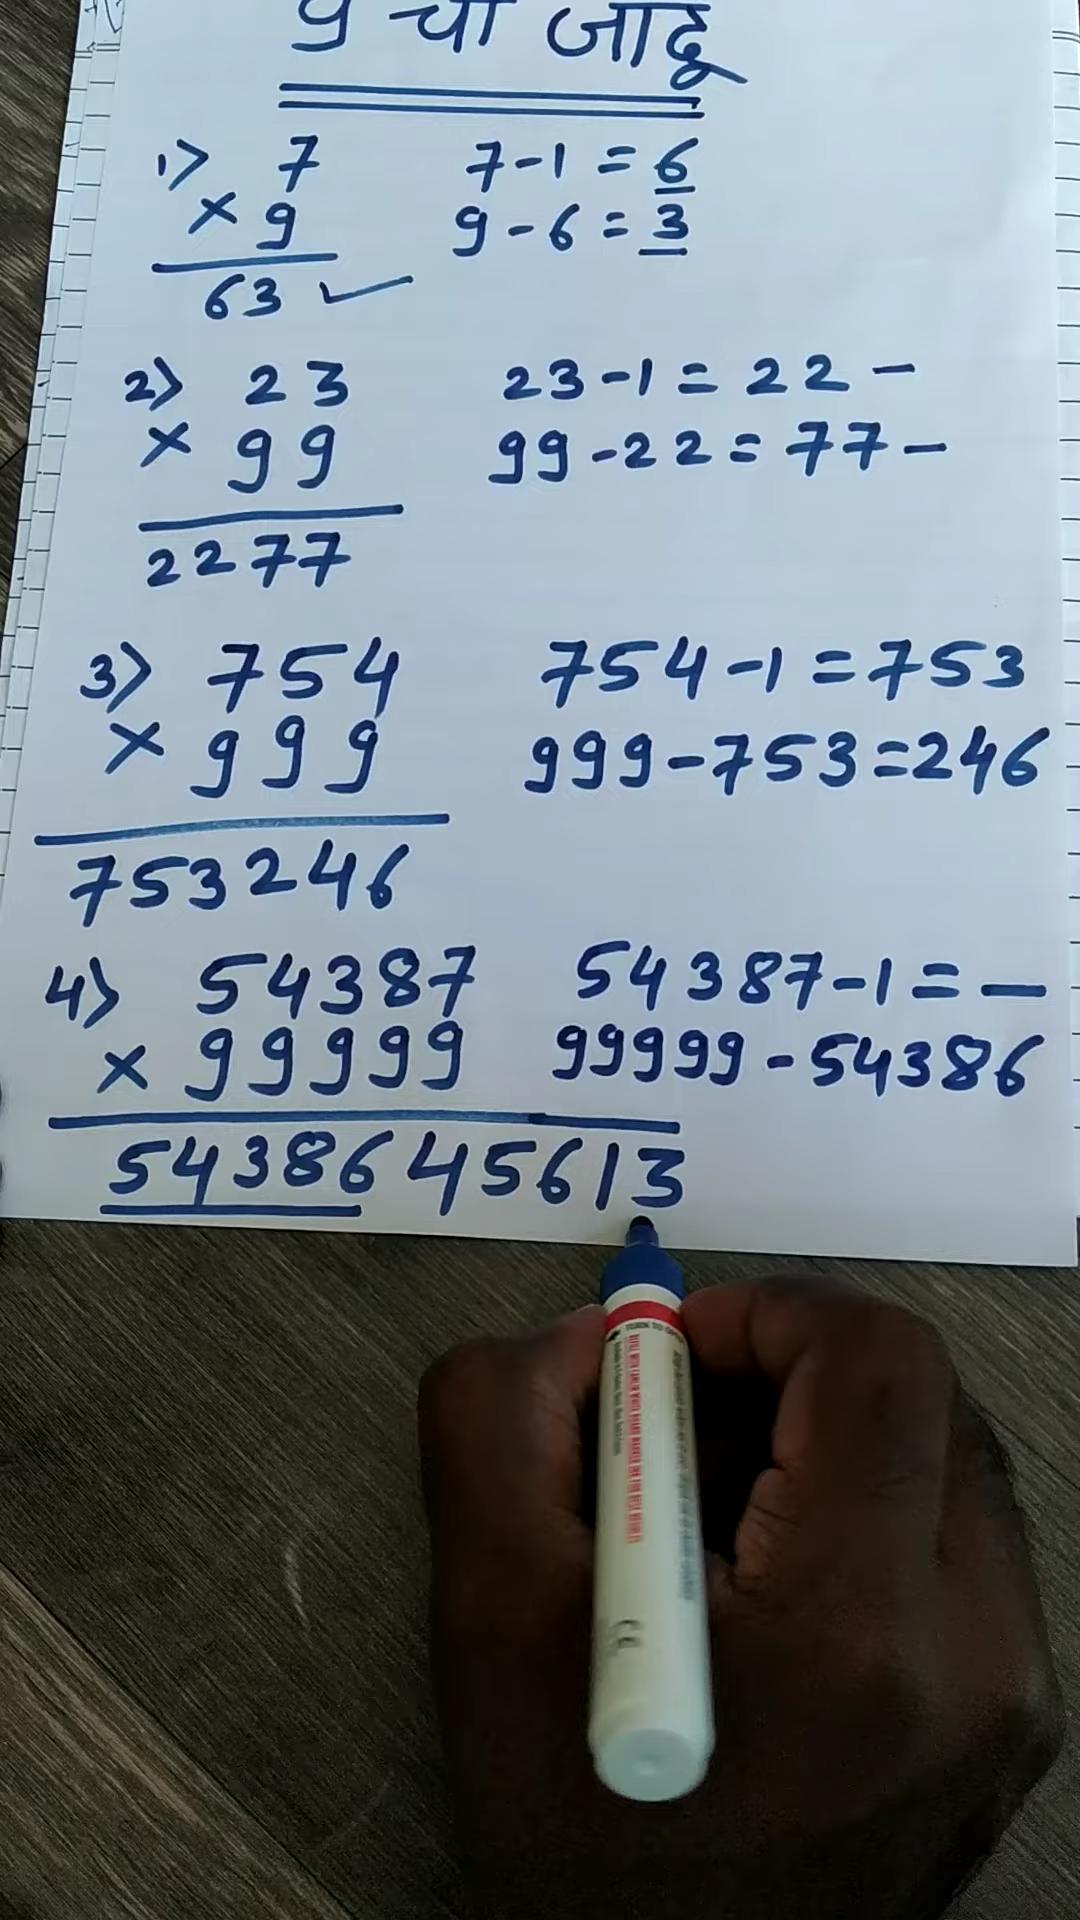 9 चा जादू
1) 7 7-1 = 6
× 9 9-6 = 3
63 ✓
2) 23 23-1 = 22 -
× 99 99-22 = 77 -
2277
3) 754 754-1 = 753
× 999 999-753 = 246
753246
4) 54387 54387-1 = —
× 99999 99999-54386
5438645613
CE